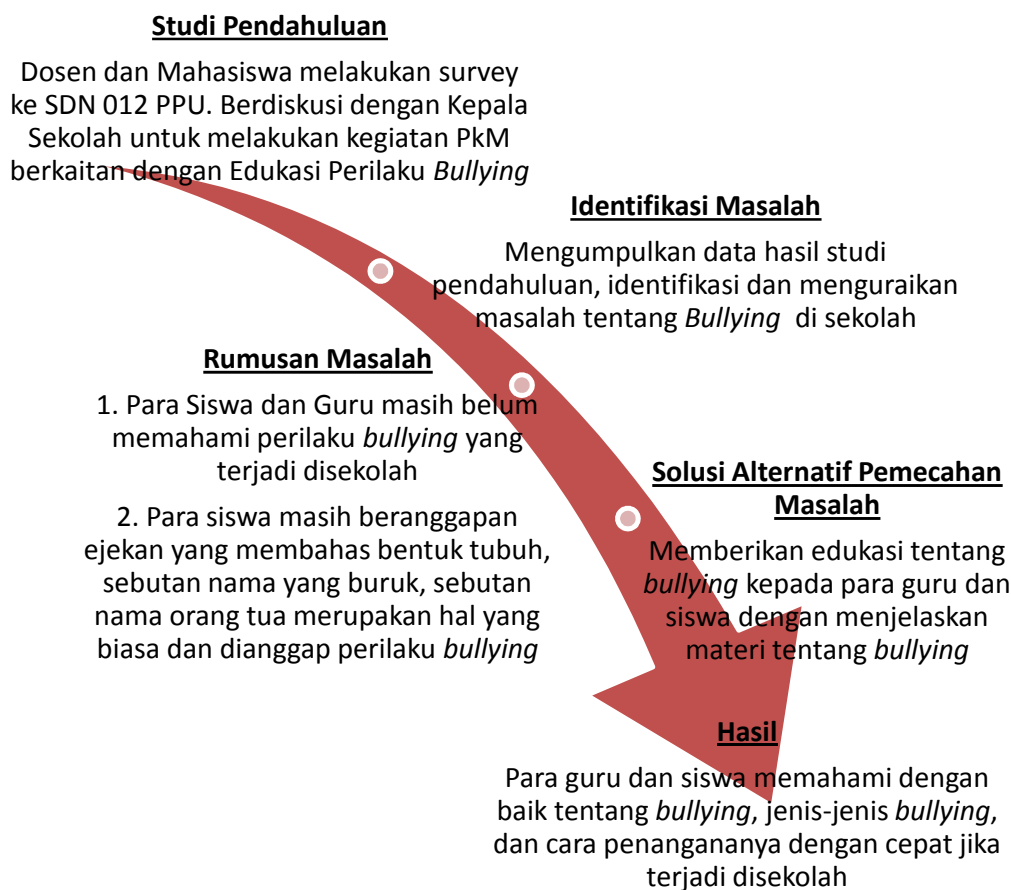 Studi Pendahuluan
Dosen dan Mahasiswa melakukan survey
ke SDN 012 PPU. Berdiskusi dengan Kepala
Sekolah untuk melakukan kegiatan PkM
berkaitan dengan Edukasi Perilaku Bullying
Identifikasi Masalah
Mengumpulkan data hasil studi
pendahuluan, identifikasi dan menguraikan
masalah tentang Bullying di sekolah
Rumusan Masalah
1. Para Siswa dan Guru masih belum
memahami perilaku bullying yang
terjadi disekolah
2. Para siswa masih beranggapan
ejekan yang membahas bentuk tubuh,
sebutan nama yang buruk, sebutan
nama orang tua merupakan hal yang
biasa dan dianggap perilaku bullying
Solusi Alternatif Pemecahan
Masalah
Memberikan edukasi tentang
bullying kepada para guru dan
siswa dengan menjelaskan
materi tentang bullying
Hasil
Para guru dan siswa memahami dengan
baik tentang bullying, jenis-jenis bullying,
dan cara penangananya dengan cepat jika
terjadi disekolah